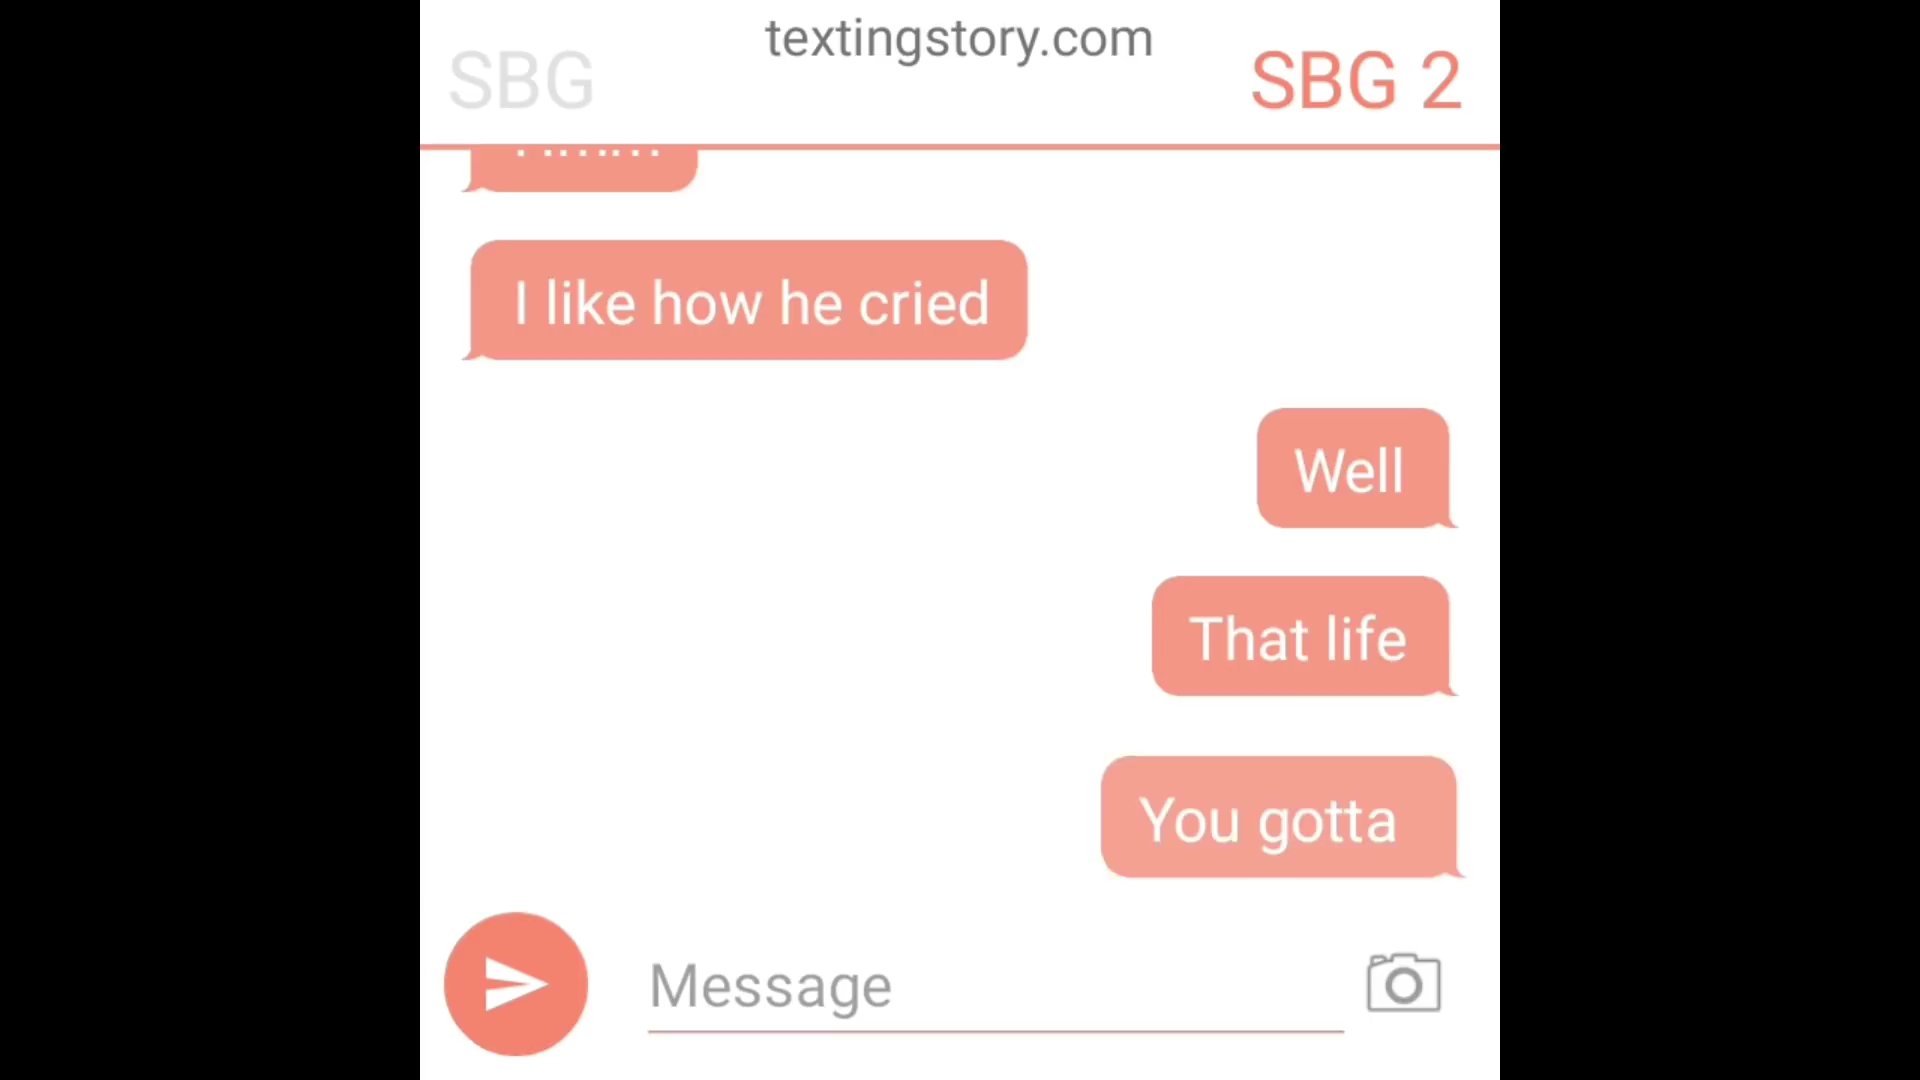 textingstory.com
SBG
SBG 2
I like how he cried
Well
That life
You gotta
Message